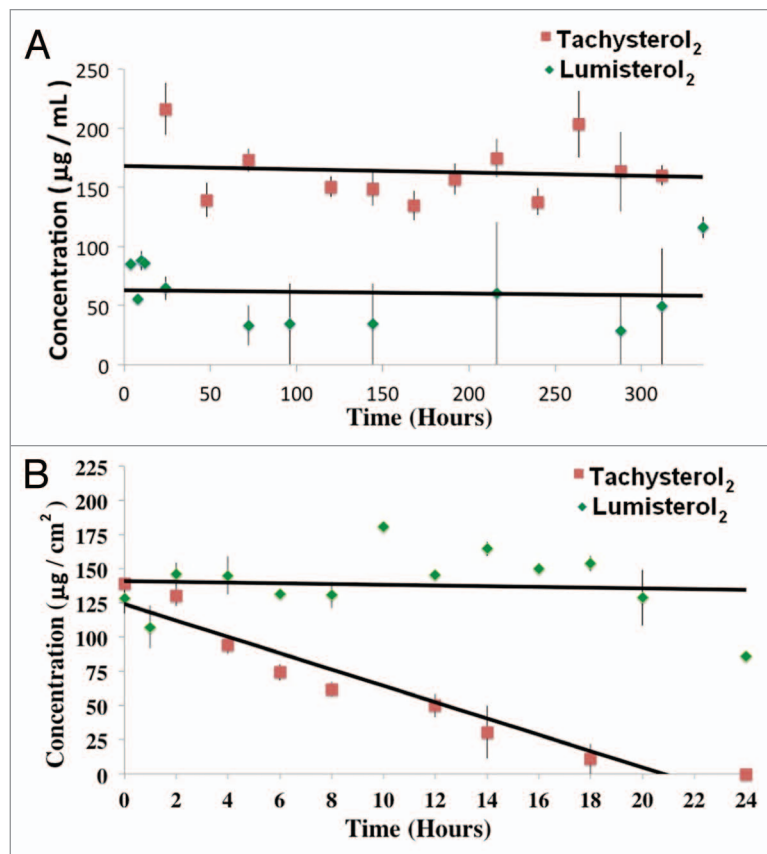 A
Tachysterol₂
Lumisterol₂
Concentration (μg / mL)
250
200
150
100
50
0
0 50 100 150 200 250 300
Time (Hours)
B
Tachysterol₂
Lumisterol₂
Concentration (μg / cm²)
225
200
175
150
125
100
75
50
25
0
0 2 4 6 8 10 12 14 16 18 20 22 24
Time (Hours)